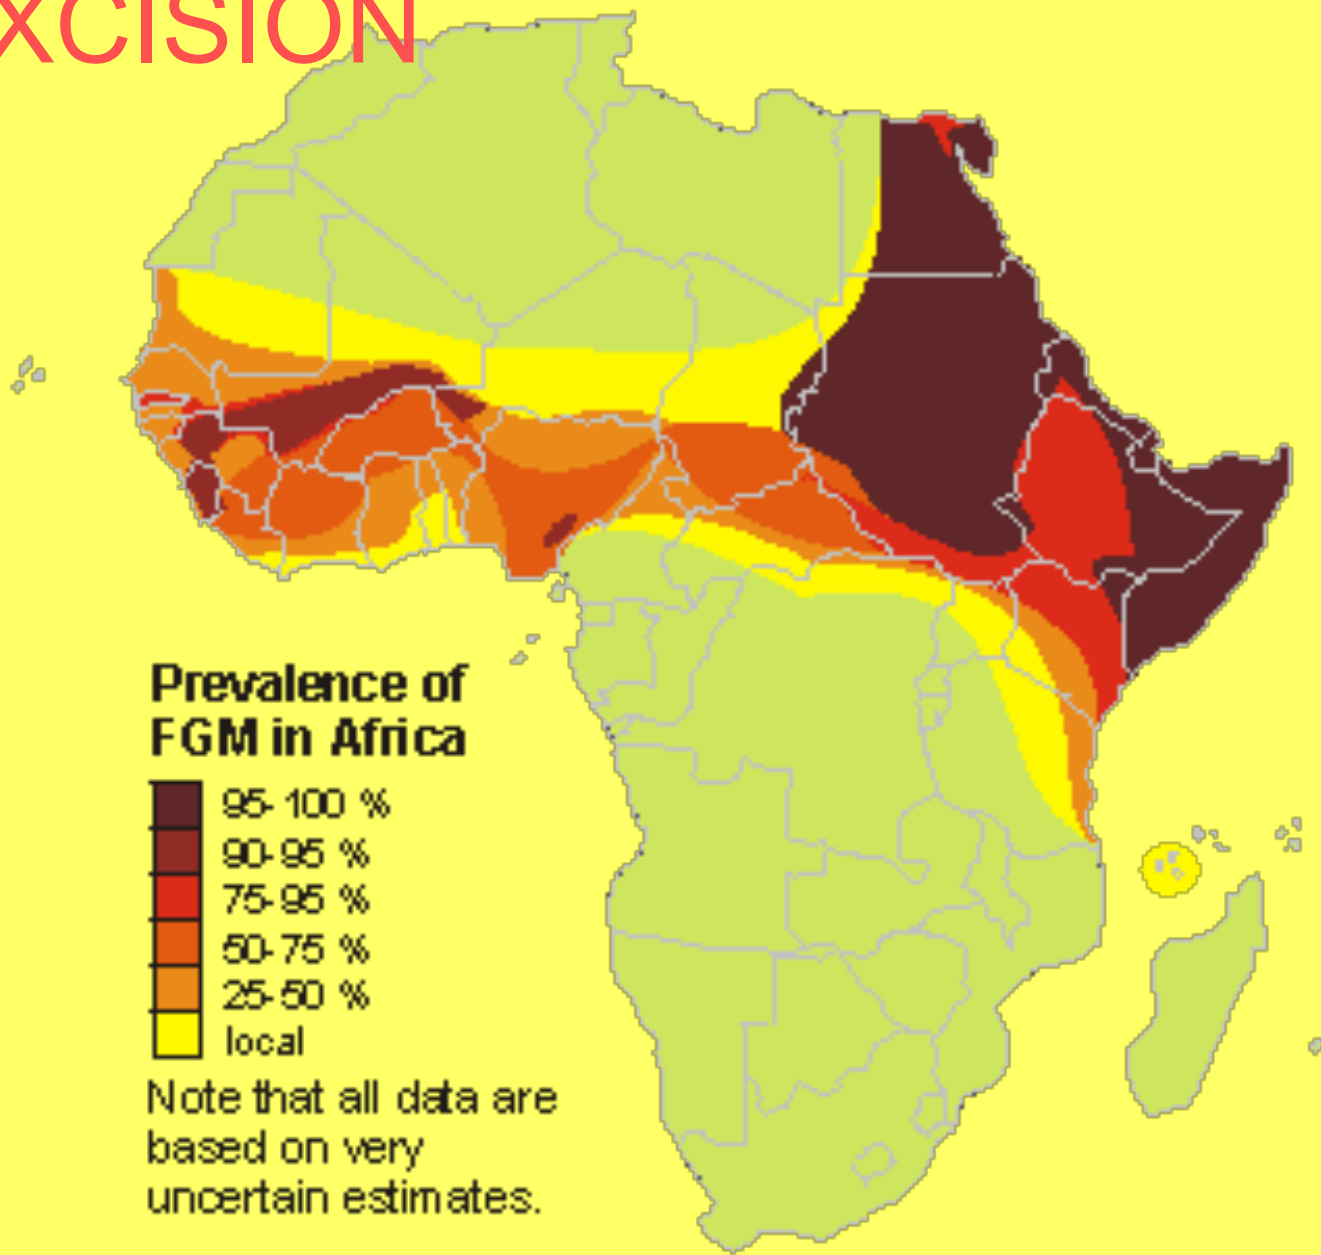 XCISION
Prevalence of
FGM in Africa
95-100 %
90-95 %
75-95 %
50-75 %
25-50 %
local
Note that all data are
based on very
uncertain estimates.